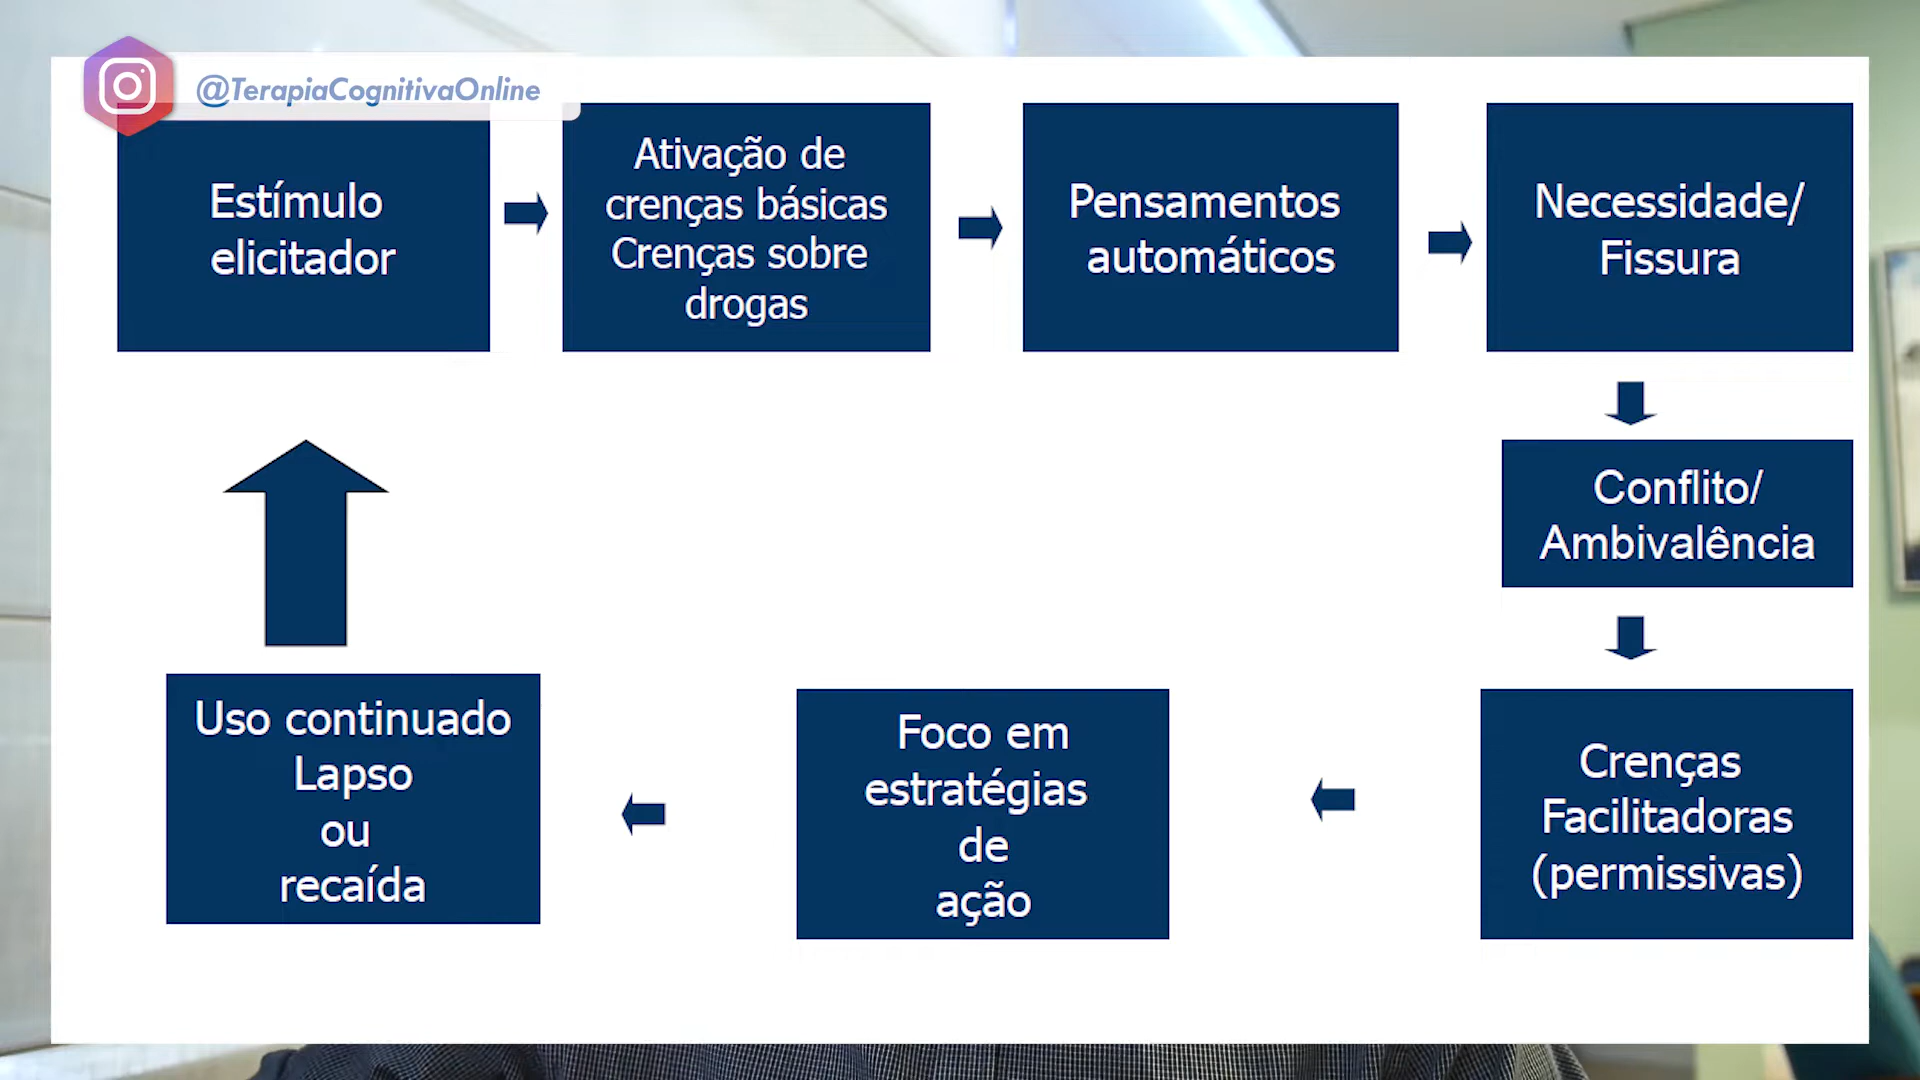 @TerapiaCognitivaOnline
Estímulo
elicitador
Ativação de
crenças básicas
Crenças sobre
drogas
Pensamentos
automáticos
Necessidade/
Fissura
Conflito/
Ambivalência
Crenças
Facilitadoras
(permissivas)
Foco em
estratégias
de
ação
Uso continuado
Lapso
ou
recaída